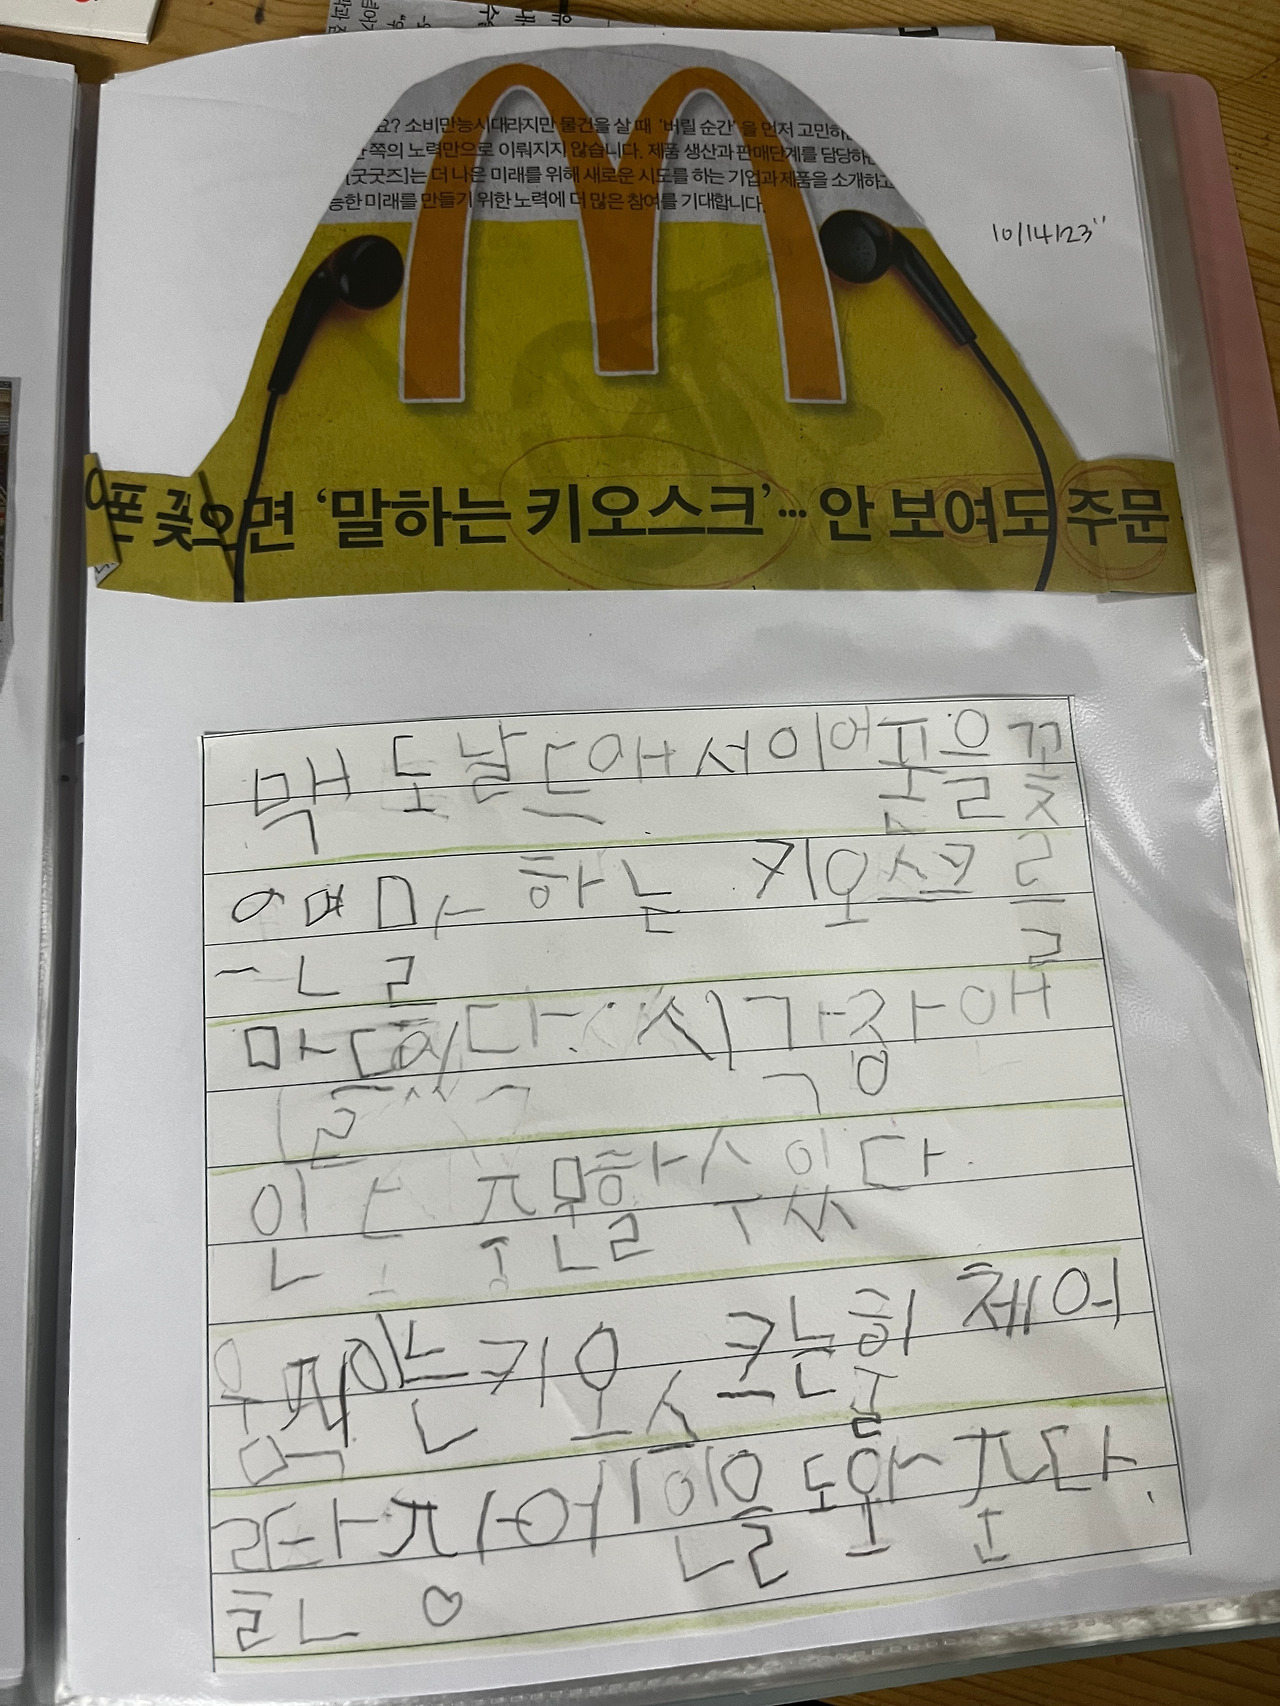 요? 소비만능시대라지만 물건을 살 때 '버릴 순간'을 먼저 고민하
한쪽의 노력만으로 이뤄지지 않습니다. 제품 생산과 판매단계를 담당하
[굿굿즈]는 더 나은 미래를 위해 새로운 시도를 하는 기업과 제품을 소개하고
능한 미래를 만들기 위한 노력에 더 많은 참여를 기대합니다.
10/14/23"
폰 꽂으면 '말하는 키오스크'… 안 보여도 주문
맥도날드애서 이어폰을 꽂
으면 말하는 키오스크를
만들었다. 시각장애
인 주문할 수 있다.
움직이는 키오스크는 휠체어
를 탄 장애인을 도와준다.